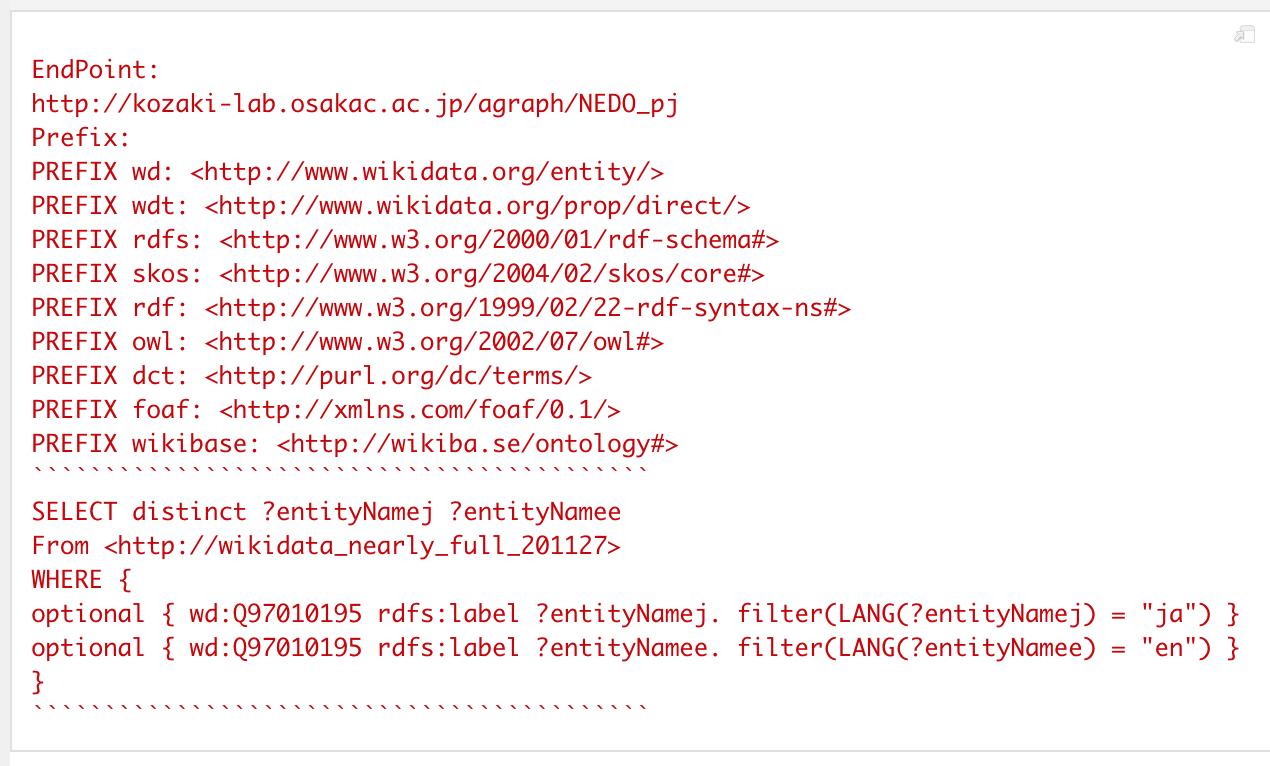 EndPoint:
http://kozaki-lab.osakac.ac.jp/agraph/NEDO_pj
Prefix:
PREFIX wd: <http://www.wikidata.org/entity/>
PREFIX wdt: <http://www.wikidata.org/prop/direct/>
PREFIX rdfs: <http://www.w3.org/2000/01/rdf-schema#>
PREFIX skos: <http://www.w3.org/2004/02/skos/core#>
PREFIX rdf: <http://www.w3.org/1999/02/22-rdf-syntax-ns#>
PREFIX owl: <http://www.w3.org/2002/07/owl#>
PREFIX dct: <http://purl.org/dc/terms/>
PREFIX foaf: <http://xmlns.com/foaf/0.1/>
PREFIX wikibase: <http://wikiba.se/ontology#>
```````````````````````````````````````````
SELECT distinct ?entityNamej ?entityNamee
From <http://wikidata_nearly_full_201127>
WHERE {
optional { wd:Q97010195 rdfs:label ?entityNamej. filter(LANG(?entityNamej) = "ja") }
optional { wd:Q97010195 rdfs:label ?entityNamee. filter(LANG(?entityNamee) = "en") }
}
```````````````````````````````````````````